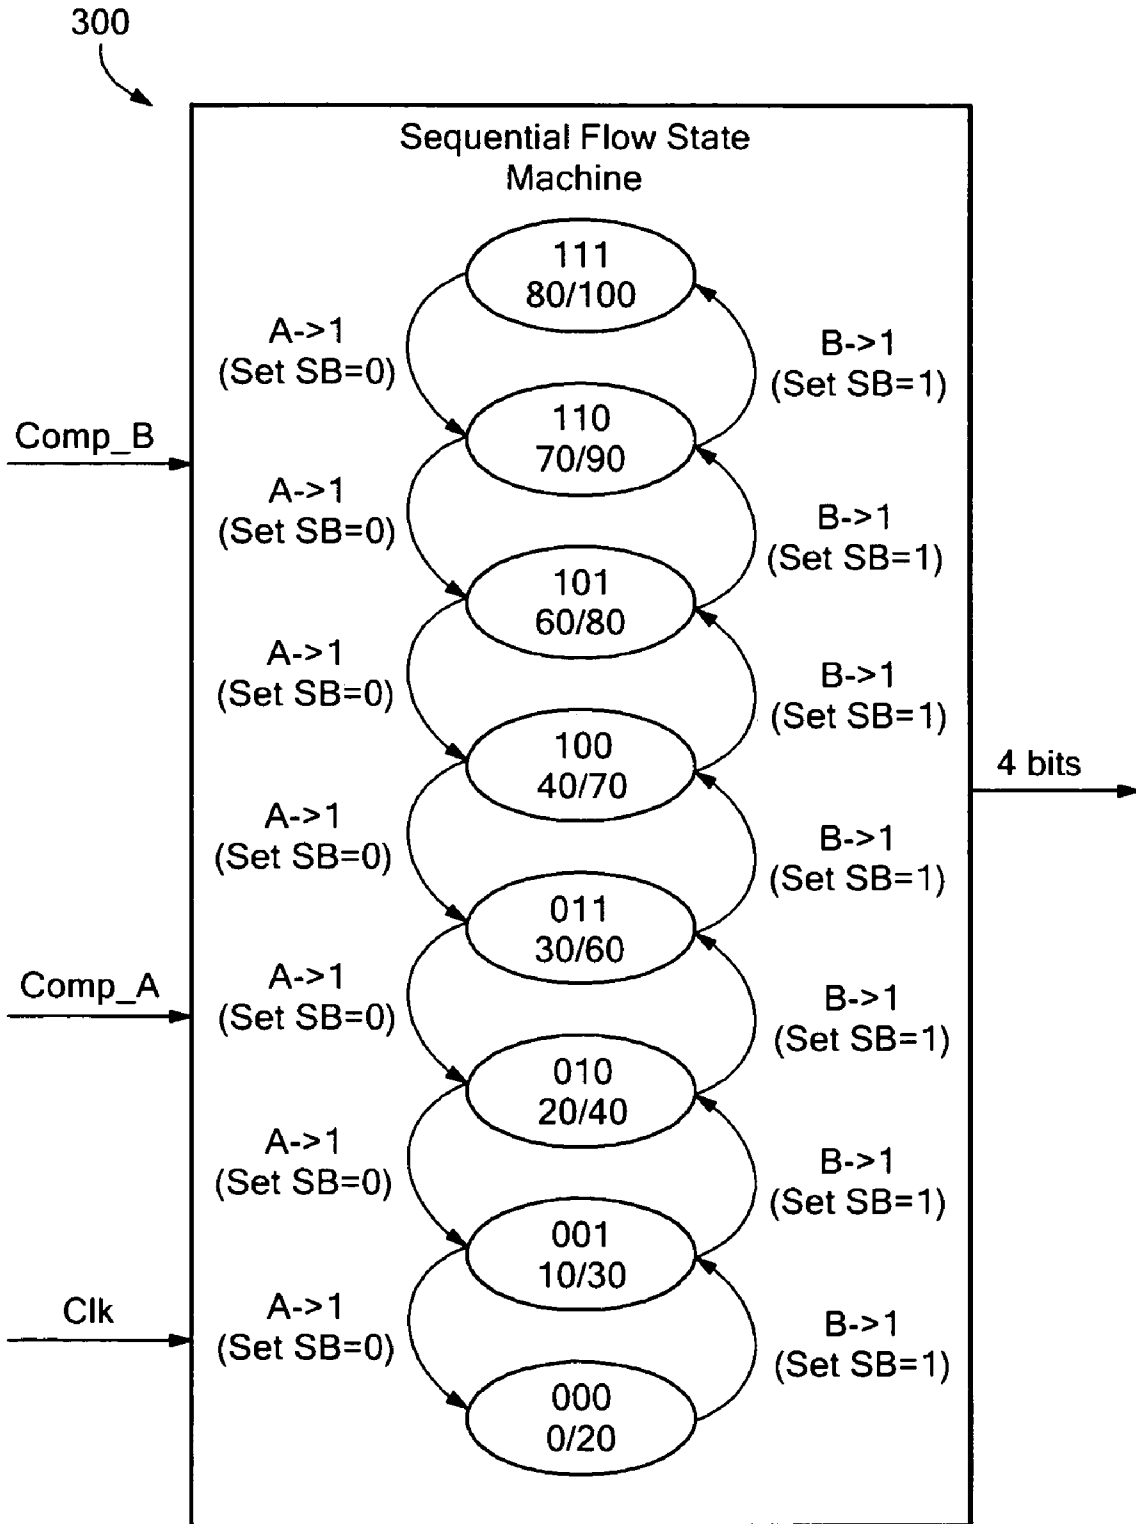 300
Sequential Flow State
Machine
111
80/100
A->1
(Set SB=0)
B->1
(Set SB=1)
110
70/90
Comp_B
A->1
(Set SB=0)
B->1
(Set SB=1)
101
60/80
A->1
(Set SB=0)
B->1
(Set SB=1)
100
40/70
4 bits
A->1
(Set SB=0)
B->1
(Set SB=1)
011
30/60
Comp_A
A->1
(Set SB=0)
B->1
(Set SB=1)
010
20/40
A->1
(Set SB=0)
B->1
(Set SB=1)
001
10/30
Clk
A->1
(Set SB=0)
B->1
(Set SB=1)
000
0/20